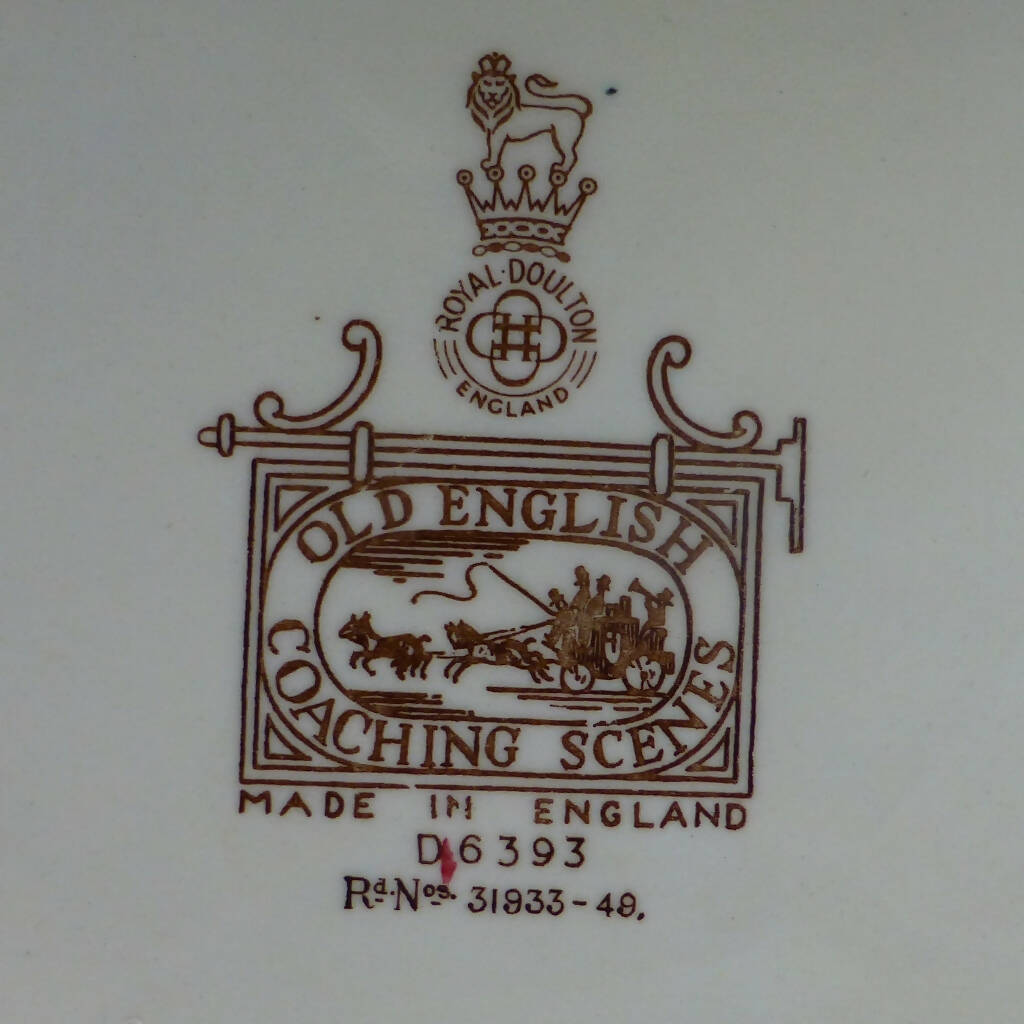 ROYAL·DOULTON
ENGLAND
OLD ENGLISH
COACHING SCENES
MADE IN ENGLAND
D6393
Rd. Nos. 31933-49.